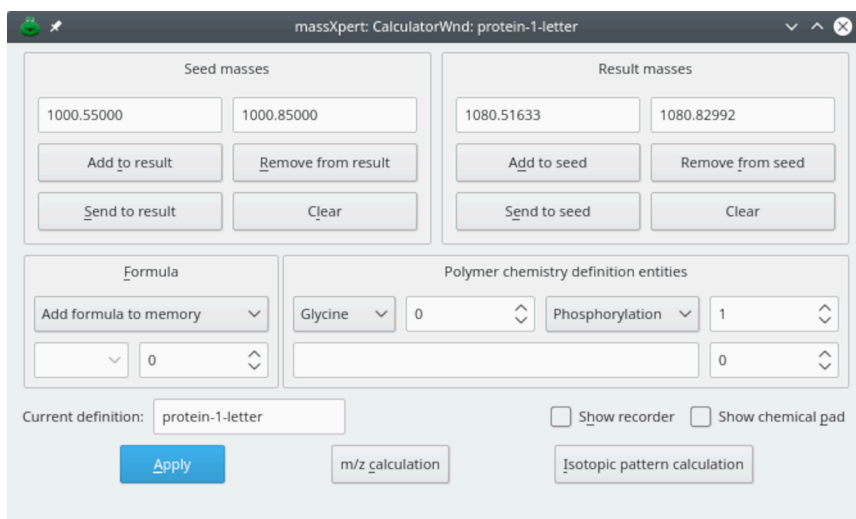 massXpert: CalculatorWnd: protein-1-letter
Seed masses
1000.55000 1000.85000
Add to result Remove from result
Send to result Clear
Result masses
1080.51633 1080.82992
Add to seed Remove from seed
Send to seed Clear
Formula
Add formula to memory
0
Polymer chemistry definition entities
Glycine 0 Phosphorylation 1
0
Current definition: protein-1-letter Show recorder Show chemical pad
Apply m/z calculation Isotopic pattern calculation